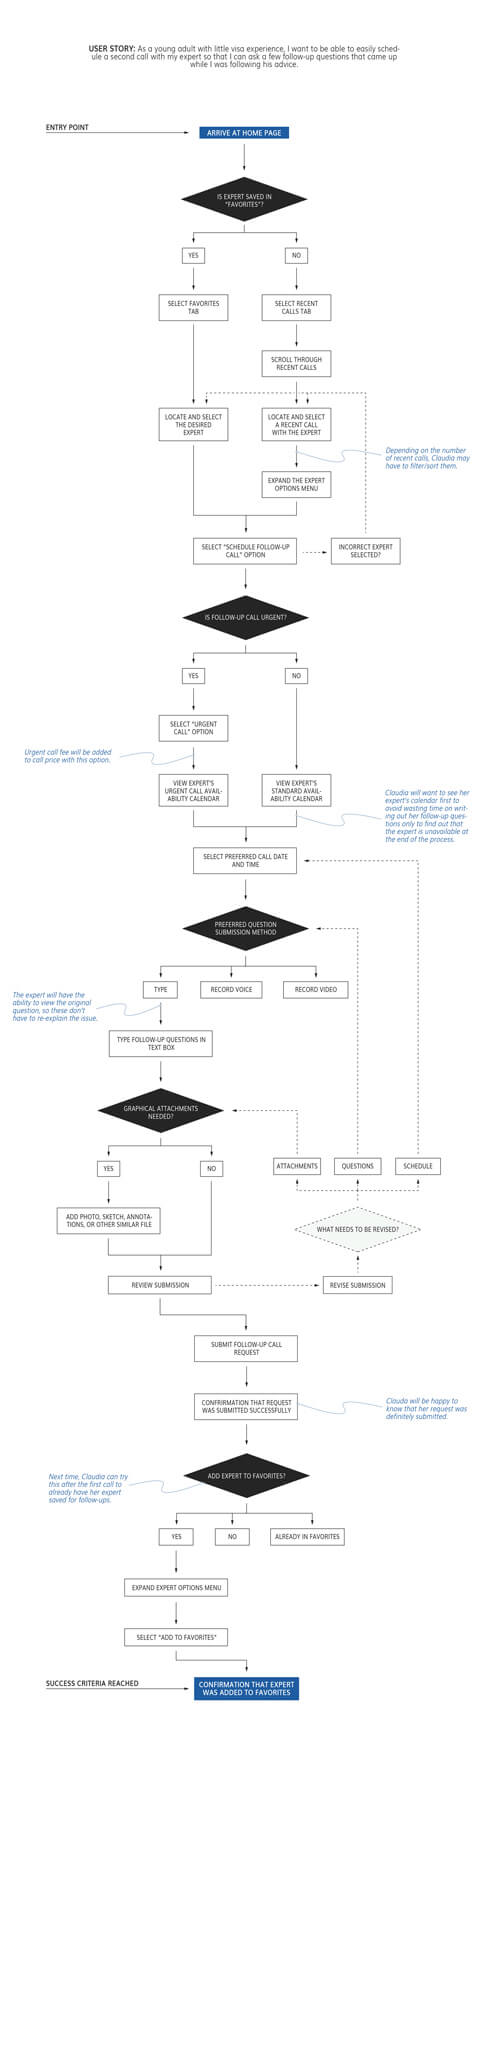 USER STORY: As a young adult with little visa experience, I want to be able to easily sched-
ule a second call with my expert so that I can ask a few follow-up questions that came up
while I was following his advice.
ENTRY POINT
ARRIVE AT HOME PAGE
IS EXPERT SAVED IN
"FAVORITES"?
YES
NO
SELECT FAVORITES
TAB
SELECT RECENT
CALLS TAB
SCROLL THROUGH
RECENT CALLS
LOCATE AND SELECT
THE DESIRED
EXPERT
LOCATE AND SELECT
A RECENT CALL
WITH THE EXPERT
Depending on the number
of recent calls, Claudia may
have to filter/sort them.
EXPAND THE EXPERT
OPTIONS MENU
SELECT "SCHEDULE FOLLOW-UP
CALL" OPTION
INCORRECT EXPERT
SELECTED?
IS FOLLOW-UP CALL URGENT?
YES
NO
SELECT "URGENT
CALL" OPTION
Urgent call fee will be added
to call price with this option.
VIEW EXPERT'S
URGENT CALL AVAIL-
ABILITY CALENDAR
VIEW EXPERT'S
STANDARD AVAIL-
ABILITY CALENDAR
Claudia will want to see her
expert's calendar first to
avoid wasting time on writ-
ing out her follow-up ques-
tions only to find out that
the expert is unavailable at
the end of the process.
SELECT PREFERRED CALL DATE
AND TIME
PREFERRED QUESTION
SUBMISSION METHOD
TYPE
RECORD VOICE
RECORD VIDEO
The expert will have the
ability to view the original
question, so these don't
have to re-explain the issue.
TYPE FOLLOW-UP QUESTIONS IN
TEXT BOX
GRAPHICAL ATTACHMENTS
NEEDED?
YES
NO
ATTACHMENTS
QUESTIONS
SCHEDULE
ADD PHOTO, SKETCH, ANNOTA-
TIONS, OR OTHER SIMILAR FILE
WHAT NEEDS TO BE REVISED?
REVIEW SUBMISSION
REVISE SUBMISSION
SUBMIT FOLLOW-UP CALL
REQUEST
CONFRIRMATION THAT REQUEST
WAS SUBMITTED SUCCESSFULLY
Clauda will be happy to
know that her request was
definitely submitted.
ADD EXPERT TO FAVORITES?
Next time, Claudia can try
this after the first call to
already have her expert
saved for follow-ups.
YES
NO
ALREADY IN FAVORITES
EXPAND EXPERT OPTIONS MENU
SELECT "ADD TO FAVORITES"
SUCCESS CRITERIA REACHED
CONFIRMATION THAT EXPERT
WAS ADDED TO FAVORITES